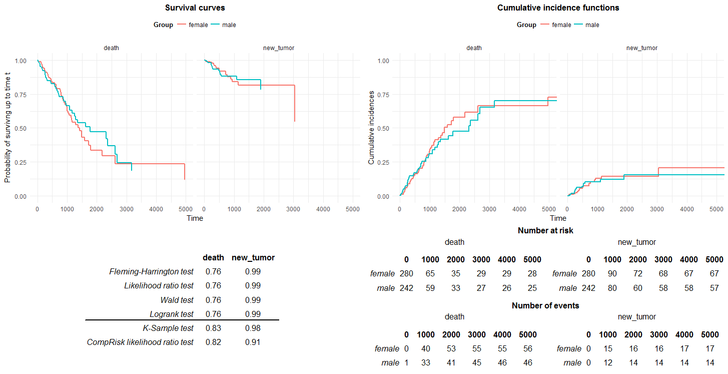 Survival curves
Group female male
death new_tumor
1.00
0.75
0.50
0.25
0.00
0 1000 2000 3000 4000 5000 0 1000 2000 3000 4000 5000
Time
Probability of surviving up to time t
Cumulative incidence functions
Group female male
death new_tumor
1.00
0.75
0.50
0.25
0.00
0 1000 2000 3000 4000 5000 0 1000 2000 3000 4000 5000
Time
Cumulative incidences
death new_tumor
Fleming-Harrington test 0.76 0.99
Likelihood ratio test 0.76 0.99
Wald test 0.76 0.99
Logrank test 0.76 0.99
K-Sample test 0.83 0.98
CompRisk likelihood ratio test 0.82 0.91
Number at risk
death new_tumor
0 1000 2000 3000 4000 5000 0 1000 2000 3000 4000 5000
female 280 65 35 29 29 28 female 280 90 72 68 67 67
male 242 59 33 27 26 25 male 242 80 60 58 58 57
Number of events
death new_tumor
0 1000 2000 3000 4000 5000 0 1000 2000 3000 4000 5000
female 0 40 53 55 55 56 female 0 15 16 16 17 17
male 1 33 41 45 46 46 male 0 12 14 14 14 14